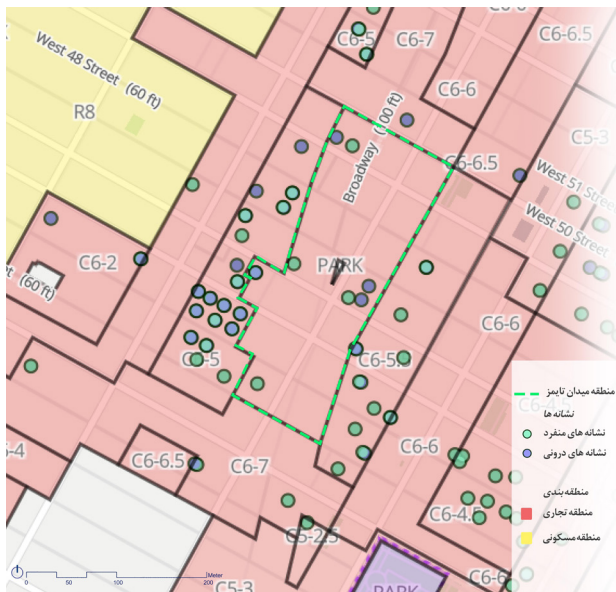 C6-6
C6-5
C6-7
C6-6.5
West 48 Street (60 ft)
C6-6
R8
C5-3
Broadway (100 ft)
C6-6.5
West 51 Street
West 50 Street
C6-2
PARK
(60 ft)
C6-6
C6-5.5
منطقه میدان تایمز
نشانه ها
نشانه های منفرد
نشانه های درونی
منطقه بندی
منطقه تجاری
منطقه مسکونی
C6-4.5
C6-6
-4
C6-6.5
C6-7
C6-4.5
C5-2.5
C5-3
PARK
C6-6
0 50 100 200 Meter